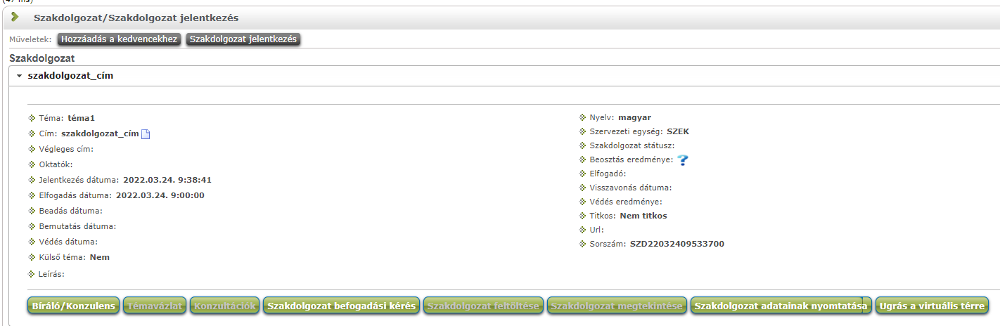 (47 ms)
Szakdolgozat/Szakdolgozat jelentkezés
Műveletek: Hozzáadás a kedvencekhez Szakdolgozat jelentkezés
Szakdolgozat
szakdolgozat_cím
Téma: téma1
Cím: szakdolgozat_cím
Végleges cím:
Oktatók:
Jelentkezés dátuma: 2022.03.24. 9:38:41
Elfogadás dátuma: 2022.03.24. 9:00:00
Beadás dátuma:
Bemutatás dátuma:
Védés dátuma:
Külső téma: Nem
Leírás:
Nyelv: magyar
Szervezeti egység: SZEK
Szakdolgozat státusz:
Beosztás eredménye:
Elfogadó:
Visszavonás dátuma:
Védés eredménye:
Titkos: Nem titkos
Url:
Sorszám: SZD22032409533700
Bíráló/Konzulens Témavázlat Konzultációk Szakdolgozat befogadási kérés Szakdolgozat feltöltése Szakdolgozat megtekintése Szakdolgozat adatainak nyomtatása Ugrás a virtuális térre